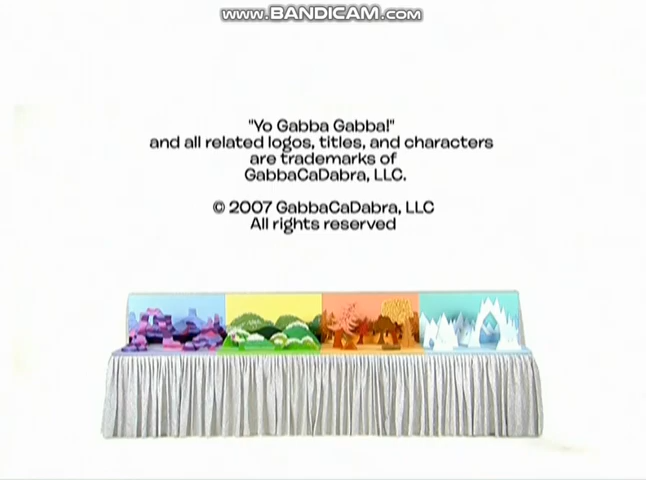 www.BANDICAM.com
"Yo Gabba Gabba!"
and all related logos, titles, and characters
are trademarks of
GabbaCaDabra, LLC.
© 2007 GabbaCaDabra, LLC
All rights reserved